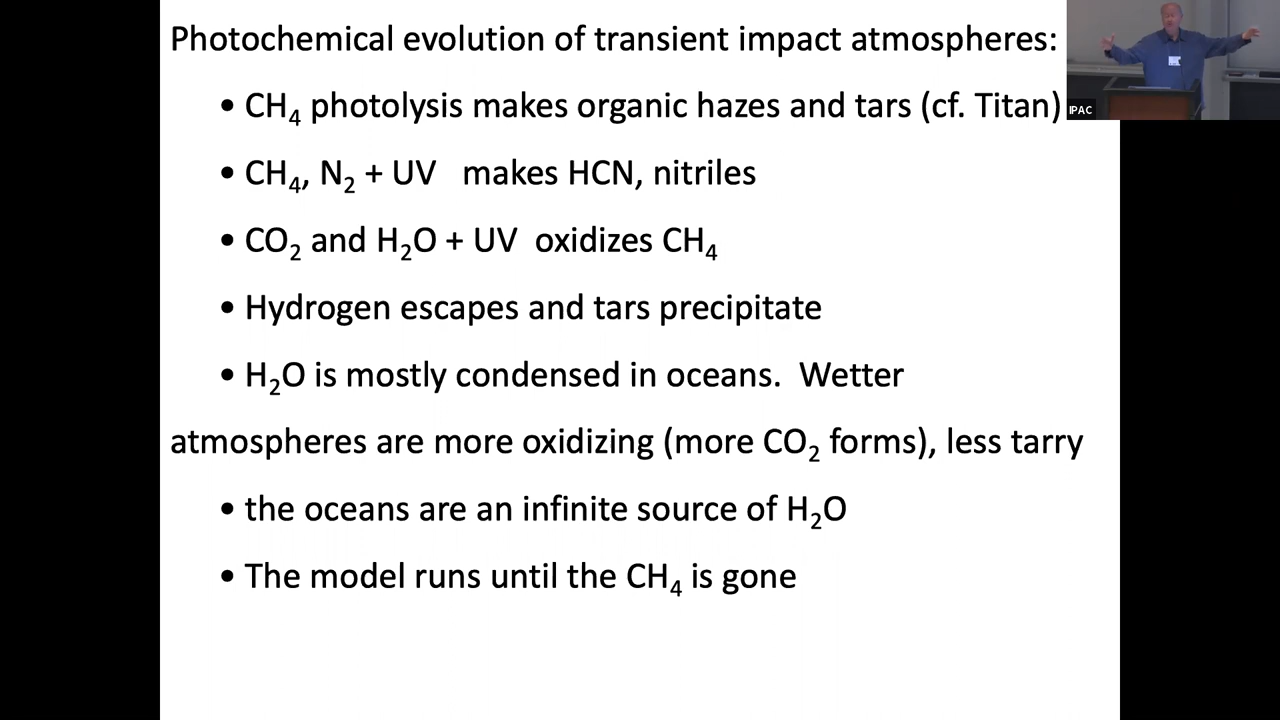 Photochemical evolution of transient impact atmospheres:
• CH₄ photolysis makes organic hazes and tars (cf. Titan)
IPAC
• CH₄, N₂ + UV makes HCN, nitriles
• CO₂ and H₂O + UV oxidizes CH₄
• Hydrogen escapes and tars precipitate
• H₂O is mostly condensed in oceans. Wetter
atmospheres are more oxidizing (more CO₂ forms), less tarry
• the oceans are an infinite source of H₂O
• The model runs until the CH₄ is gone